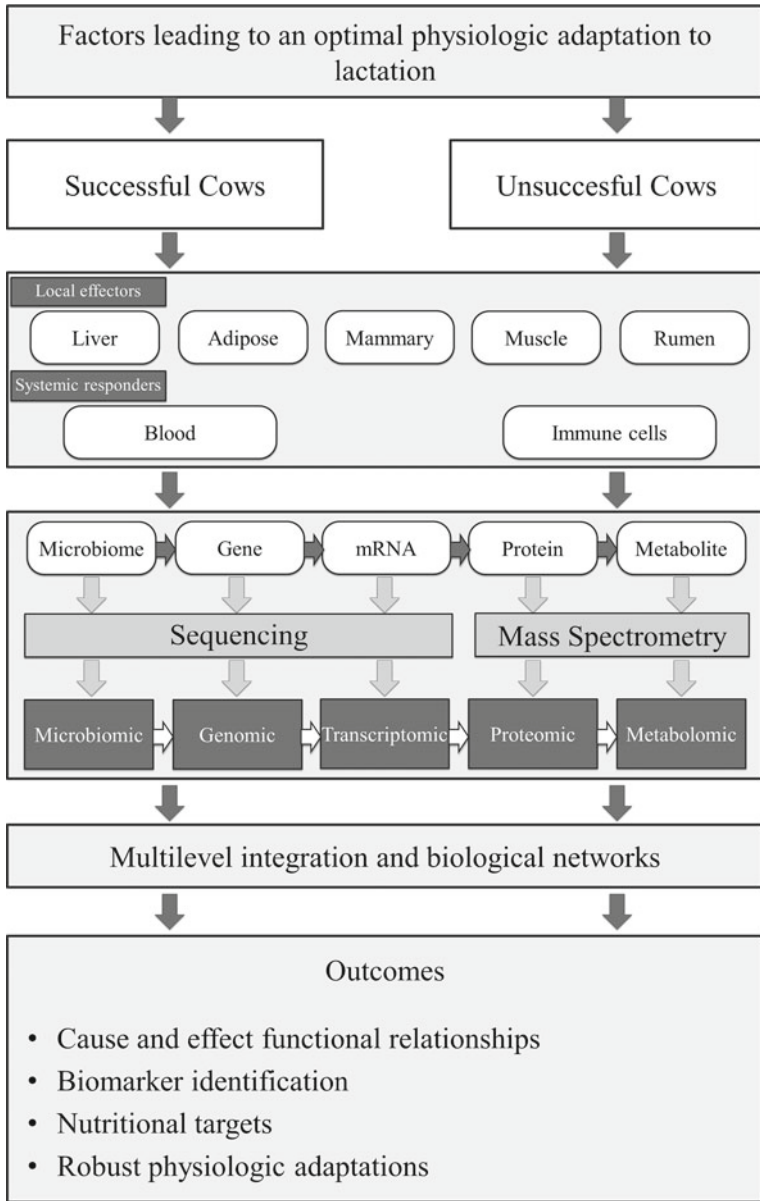 Factors leading to an optimal physiologic adaptation to
lactation
Successful Cows
Unsuccesful Cows
Local effectors
Liver
Adipose
Mammary
Muscle
Rumen
Systemic responders
Blood
Immune cells
Microbiome
Gene
mRNA
Protein
Metabolite
Sequencing
Mass Spectrometry
Microbiomic
Genomic
Transcriptomic
Proteomic
Metabolomic
Multilevel integration and biological networks
Outcomes
• Cause and effect functional relationships
• Biomarker identification
• Nutritional targets
• Robust physiologic adaptations